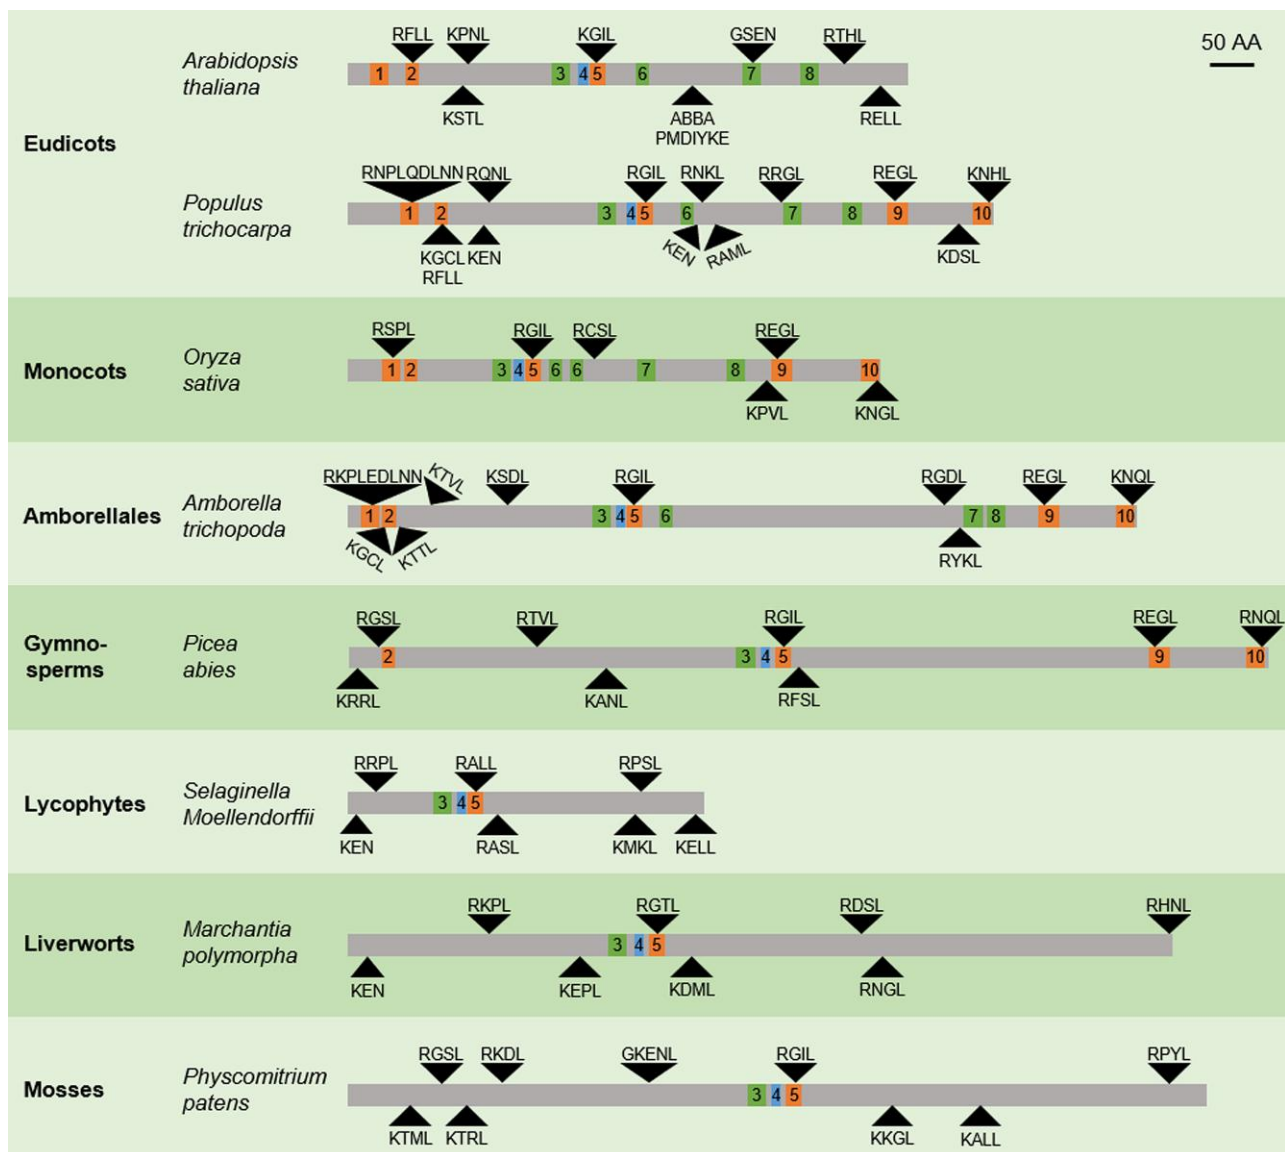 50 AA
Eudicots
Arabidopsis
thaliana
RFLL KPNL KGIL GSEN RTHL
1 2 3 4 5 6 7 8
KSTL ABBA RELL
PMDIYKE
Populus
trichocarpa
RNPLQDLNN RQNL RGIL RNKL RRGL REGL KNHL
1 2 3 4 5 6 7 8 9 10
KGCL KEN KEN RAML KDSL
RFLL
Monocots
Oryza
sativa
RSPL RGIL RCSL REGL
1 2 3 4 5 6 6 7 8 9 10
KPVL KNGL
Amborellales
Amborella
trichopoda
RKPLEDLNN KTVL KSDL RGIL RGDL REGL KNQL
1 2 3 4 5 6 7 8 9 10
KGCL KTTL RYKL
Gymno-
sperms
Picea
abies
RGSL RTVL RGIL REGL RNQL
2 3 4 5 9 10
KRRL KANL RFSL
Lycophytes
Selaginella
Moellendorffii
RRPL RALL RPSL
3 4 5
KEN RASL KMKL KELL
Liverworts
Marchantia
polymorpha
RKPL RGTL RDSL RHNL
3 4 5
KEN KEPL KDML RNGL
Mosses
Physcomitrium
patens
RGSL RKDL GKENL RGIL RPYL
3 4 5
KTML KTRL KKGL KALL